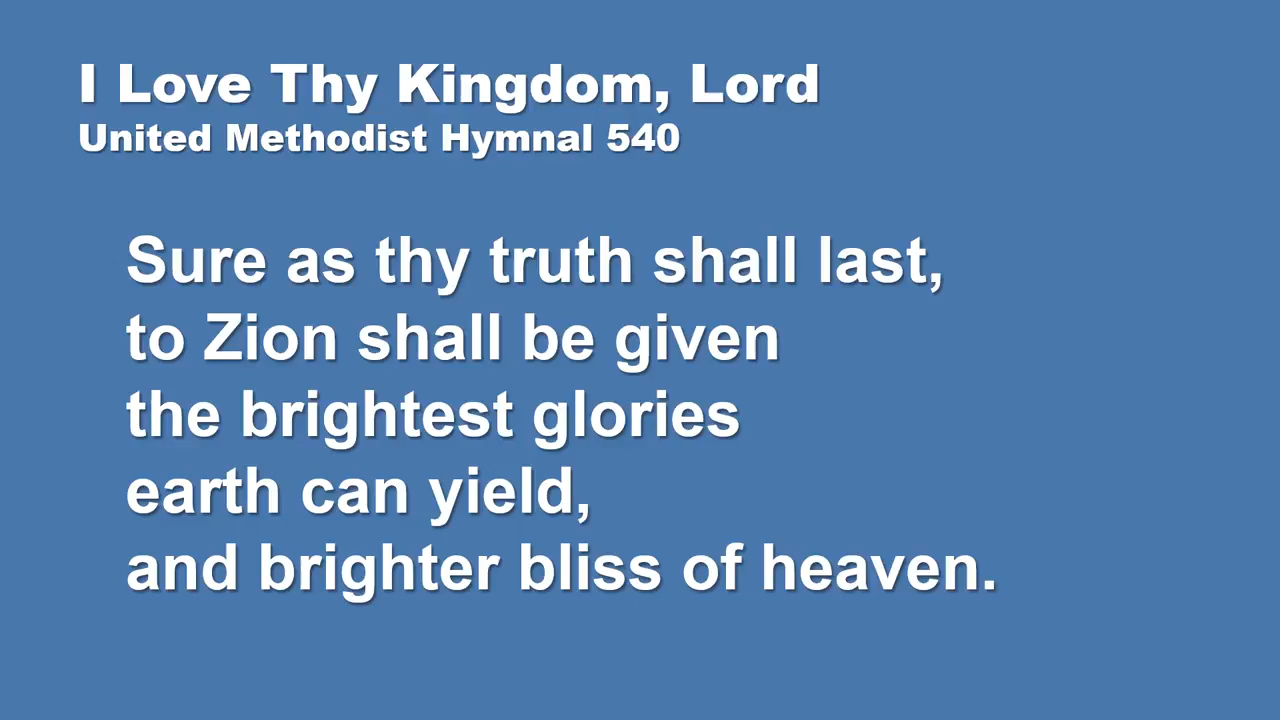 I Love Thy Kingdom, Lord
United Methodist Hymnal 540
Sure as thy truth shall last,
to Zion shall be given
the brightest glories
earth can yield,
and brighter bliss of heaven.